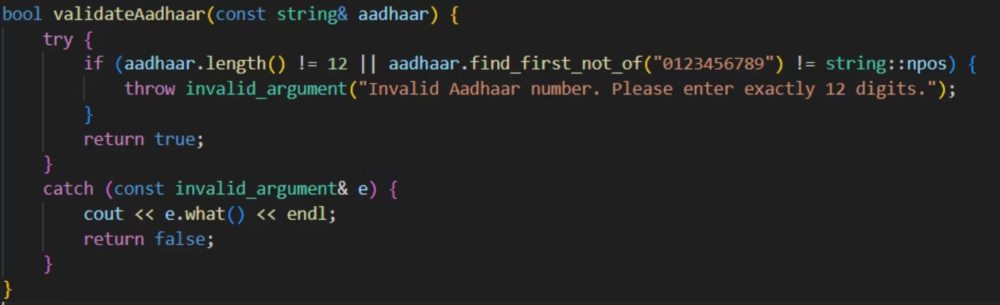 bool validateAadhaar(const string& aadhaar) {
    try {
        if (aadhaar.length() != 12 || aadhaar.find_first_not_of("0123456789") != string::npos) {
            throw invalid_argument("Invalid Aadhaar number. Please enter exactly 12 digits.");
        }
        return true;
    }
    catch (const invalid_argument& e) {
        cout << e.what() << endl;
        return false;
    }
}